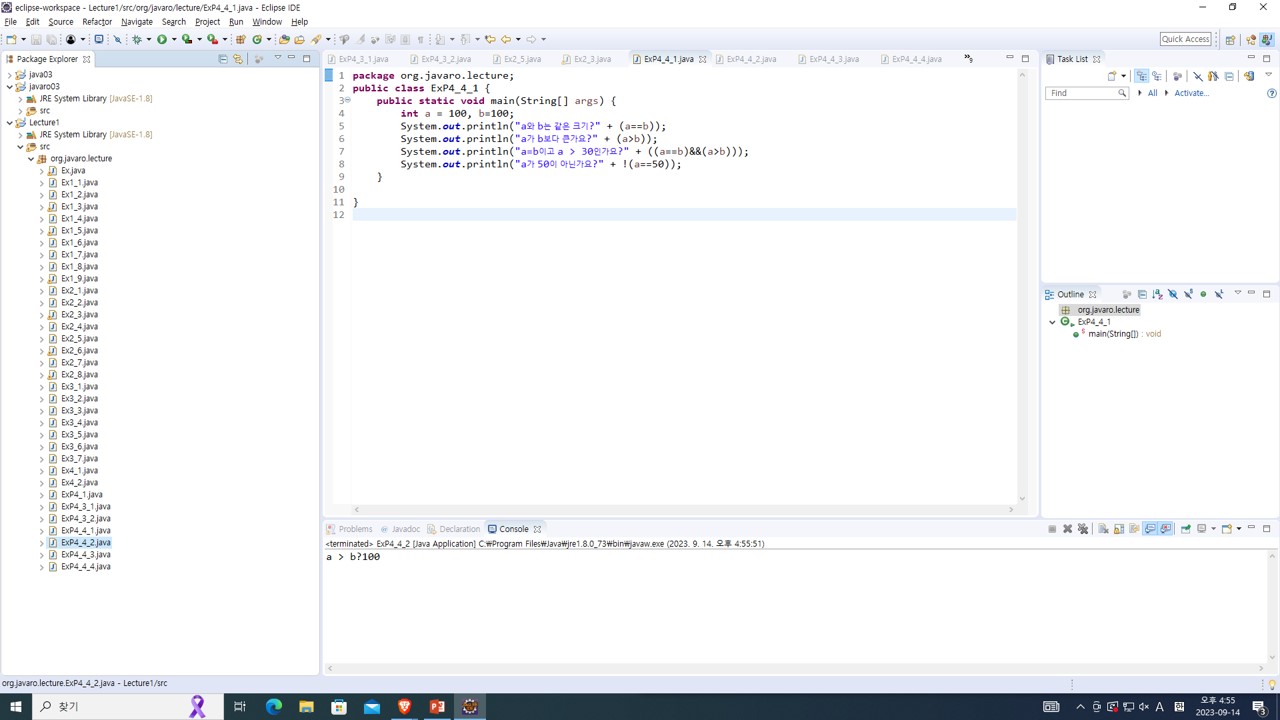 eclipse-workspace - Lecture1/src/org/javaro/lecture/ExP4_4_1.java - Eclipse IDE
File Edit Source Refactor Navigate Search Project Run Window Help
Quick Access
Package Explorer
java03
javaro03
JRE System Library [JavaSE-1.8]
src
Lecture1
JRE System Library [JavaSE-1.8]
src
org.javaro.lecture
Ex.java
Ex1_1.java
Ex1_2.java
Ex1_3.java
Ex1_4.java
Ex1_5.java
Ex1_6.java
Ex1_7.java
Ex1_8.java
Ex1_9.java
Ex2_1.java
Ex2_2.java
Ex2_3.java
Ex2_4.java
Ex2_5.java
Ex2_6.java
Ex2_7.java
Ex2_8.java
Ex3_1.java
Ex3_2.java
Ex3_3.java
Ex3_4.java
Ex3_5.java
Ex3_6.java
Ex3_7.java
Ex4_1.java
Ex4_2.java
ExP4_1.java
ExP4_3_1.java
ExP4_3_2.java
ExP4_4_1.java
ExP4_4_2.java
ExP4_4_3.java
ExP4_4_4.java
ExP4_3_1.java ExP4_3_2.java Ex2_5.java Ex2_3.java ExP4_4_1.java ExP4_4_2.java ExP4_4_3.java ExP4_4_4.java
1 package org.javaro.lecture;
2 public class ExP4_4_1 {
3 public static void main(String[] args) {
4 int a = 100, b=100;
5 System.out.println("a와 b는 같은 크기?" + (a==b));
6 System.out.println("a가 b보다 큰가요?" + (a>b));
7 System.out.println("a=b이고 a > 30인가요?" + ((a==b)&&(a>b)));
8 System.out.println("a가 50이 아닌가요?" + !(a==50));
9 }
10
11 }
12
Task List
Find All Activate...
Outline
org.javaro.lecture
ExP4_4_1
main(String[]) : void
Problems Javadoc Declaration Console
<terminated> ExP4_4_2 [Java Application] C:₩Program Files₩Java₩jre1.8.0_73₩bin₩javaw.exe (2023. 9. 14. 오후 4:55:51)
a > b?100
org.javaro.lecture.ExP4_4_2.java - Lecture1/src
찾기
A 한
오후 4:55
2023-09-14
3